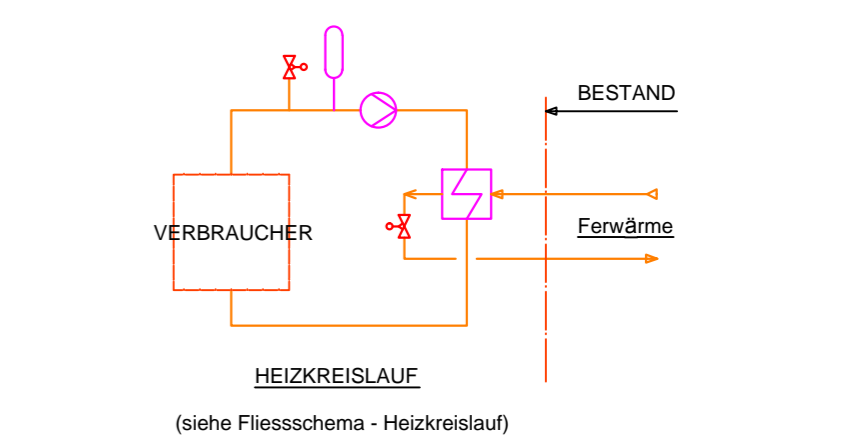 BESTAND
VERBRAUCHER
Ferwärme
HEIZKREISLAUF
(siehe Fliessschema - Heizkreislauf)